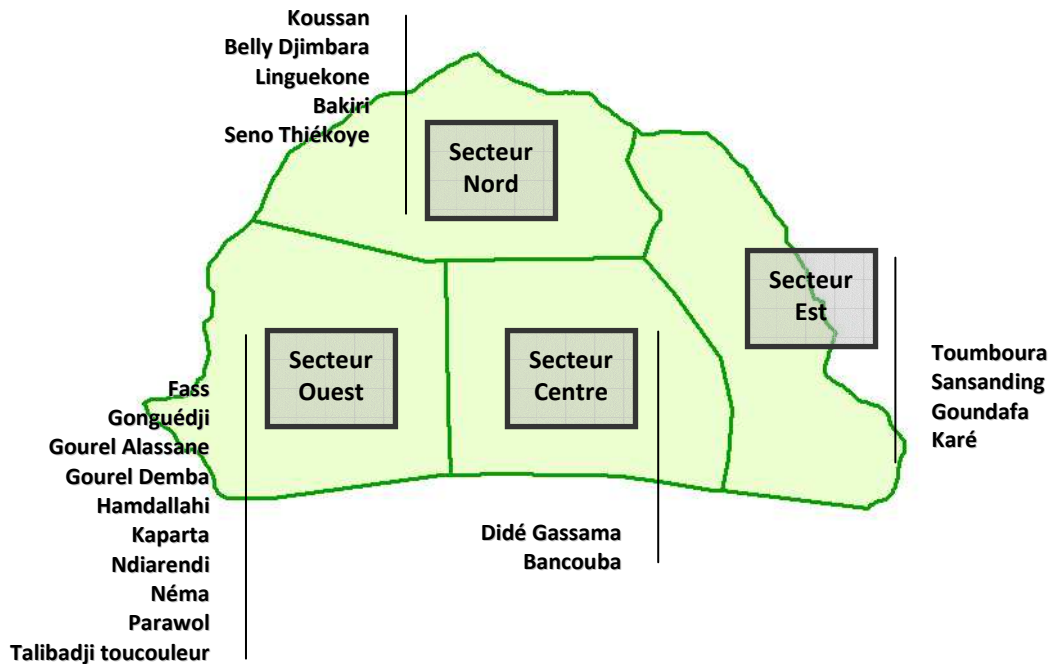 Koussan
Belly Djimbara
Linguekone
Bakiri
Seno Thiékoye
Secteur
Nord
Secteur
Est
Secteur
Ouest
Secteur
Centre
Toumboura
Sansanding
Goundafa
Karé
Fass
Gonguédji
Gourel Alassane
Gourel Demba
Hamdallahi
Kaparta
Ndiarendi
Néma
Parawol
Talibadji toucouleur
Didé Gassama
Bancouba